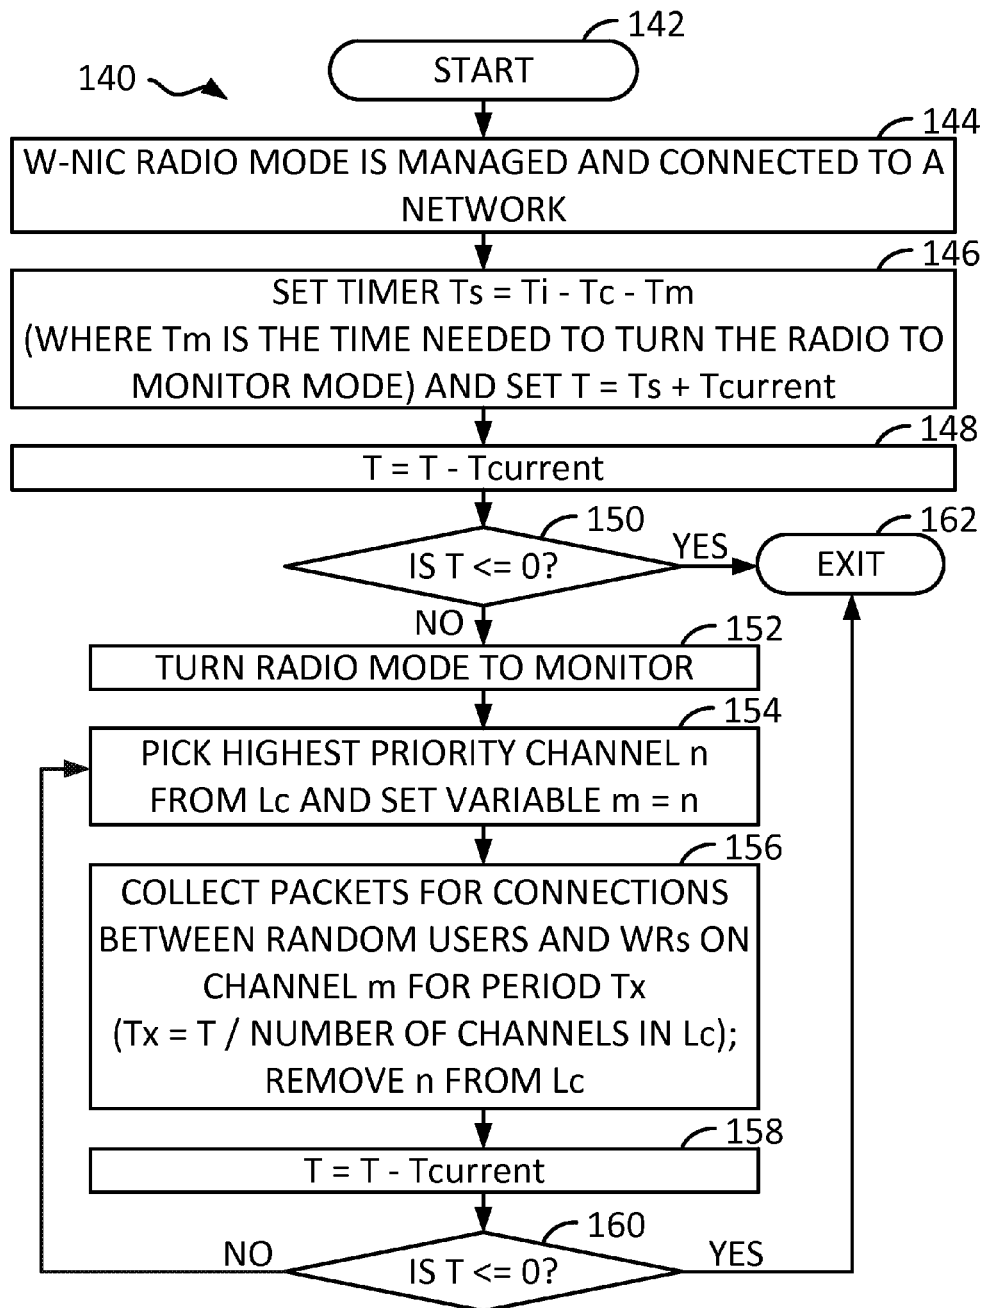 142
START
140
144
W-NIC RADIO MODE IS MANAGED AND CONNECTED TO A
NETWORK
146
SET TIMER Ts = Ti - Tc - Tm
(WHERE Tm IS THE TIME NEEDED TO TURN THE RADIO TO
MONITOR MODE) AND SET T = Ts + Tcurrent
148
T = T - Tcurrent
150
IS T <= 0?
YES
162
EXIT
NO
152
TURN RADIO MODE TO MONITOR
154
PICK HIGHEST PRIORITY CHANNEL n
FROM Lc AND SET VARIABLE m = n
156
COLLECT PACKETS FOR CONNECTIONS
BETWEEN RANDOM USERS AND WRs ON
CHANNEL m FOR PERIOD Tx
(Tx = T / NUMBER OF CHANNELS IN Lc);
REMOVE n FROM Lc
158
T = T - Tcurrent
160
NO
IS T <= 0?
YES